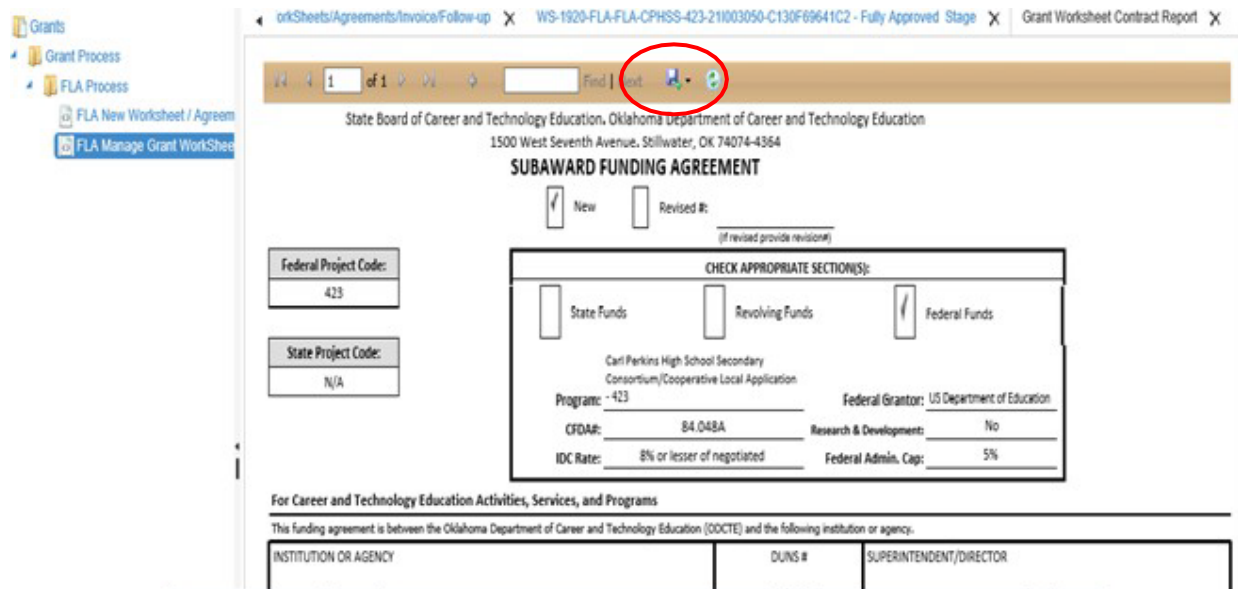 Grants
Grant Process
FLA Process
FLA New Worksheet / Agreem
FLA Manage Grant WorkShee
orkSheets/Agreements/Invoice/Follow-up X WS-1920-FLA-FLA-CPHSS-423-21I003050-C130F69641C2 - Fully Approved Stage X Grant Worksheet Contract Report X
1 of 1 Find | Next
State Board of Career and Technology Education. Oklahoma Department of Career and Technology Education
1500 West Seventh Avenue. Stillwater, OK 74074-4364
SUBAWARD FUNDING AGREEMENT
√ New Revised #:
(If revised provide revision#)
Federal Project Code:
423
State Project Code:
N/A
CHECK APPROPRIATE SECTION(S):
State Funds Revolving Funds √ Federal Funds
Carl Perkins High School Secondary
Consortium/Cooperative Local Application
Program: - 423 Federal Grantor: US Department of Education
CFDA#: 84.048A Research & Development: No
IDC Rate: 8% or lesser of negotiated Federal Admin. Cap: 5%
For Career and Technology Education Activities, Services, and Programs
This funding agreement is between the Oklahoma Department of Career and Technology Education (ODCTE) and the following institution or agency.
INSTITUTION OR AGENCY DUNS # SUPERINTENDENT/DIRECTOR